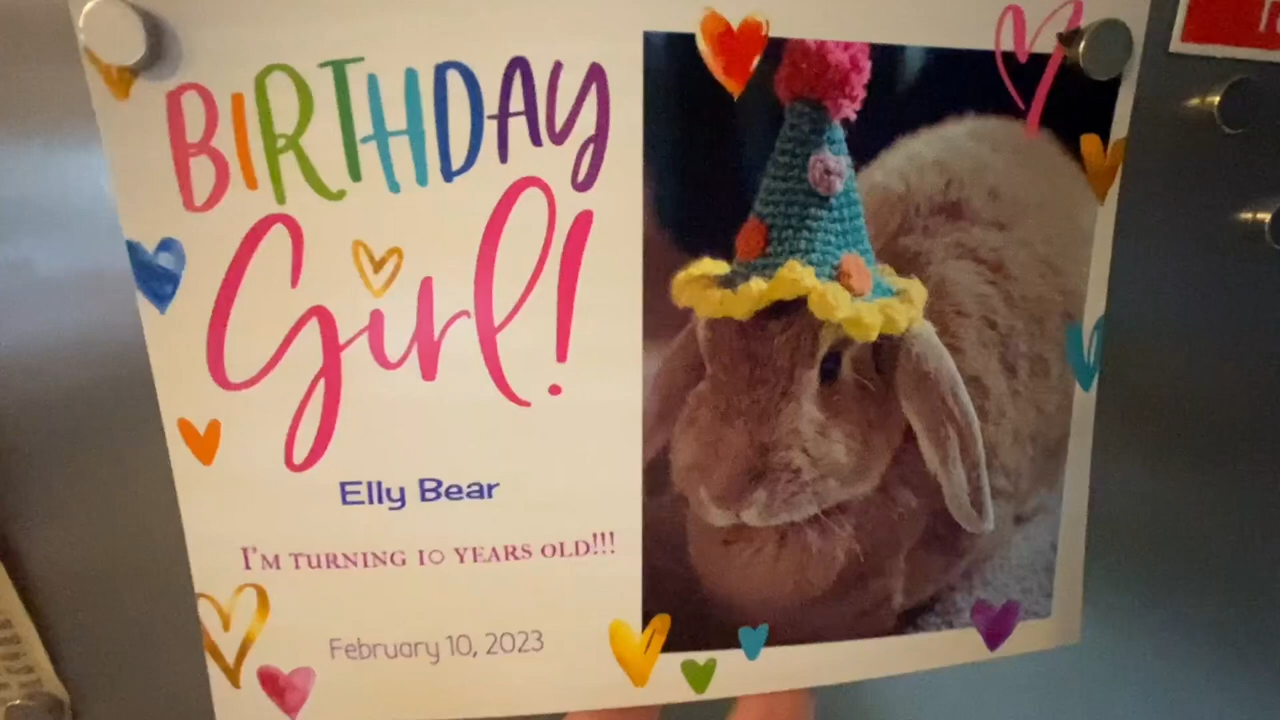 BIRTHDAY
Girl!
Elly Bear
I'M TURNING 10 YEARS OLD!!!
February 10, 2023